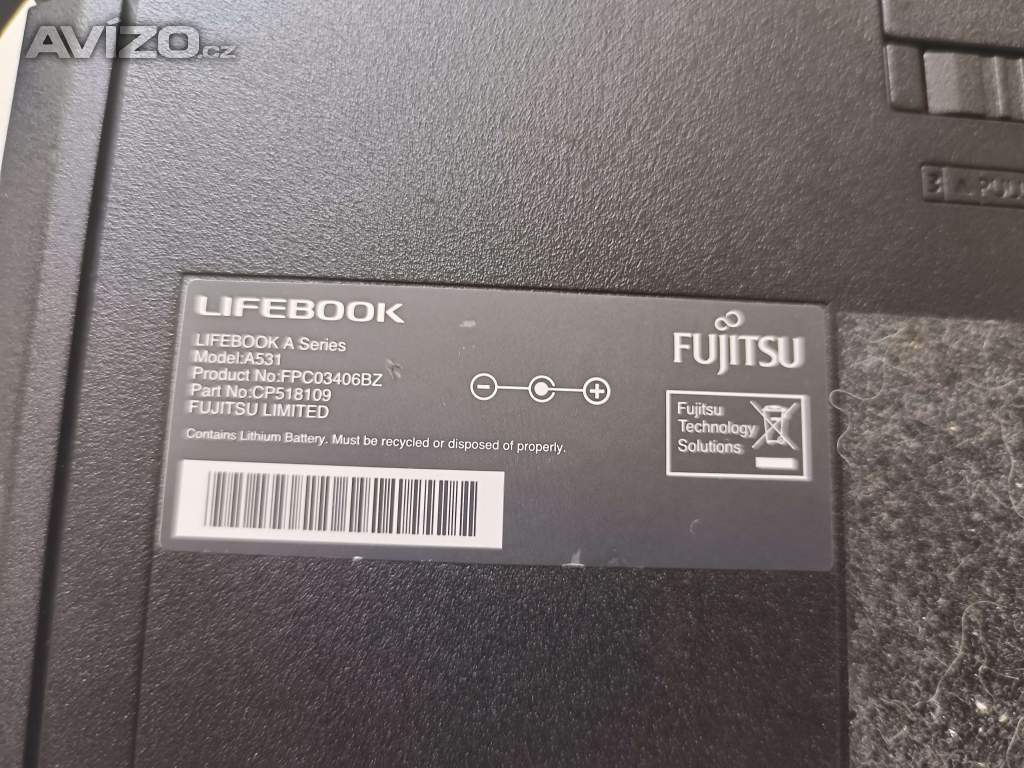 AVÍZO.cz
LIFEBOOK
LIFEBOOK A Series
Model:A531
Product No:FPC03406BZ
Part No:CP518109
FUJITSU LIMITED
Contains Lithium Battery. Must be recycled or disposed of properly.
FUJITSU
Fujitsu
Technology
Solutions